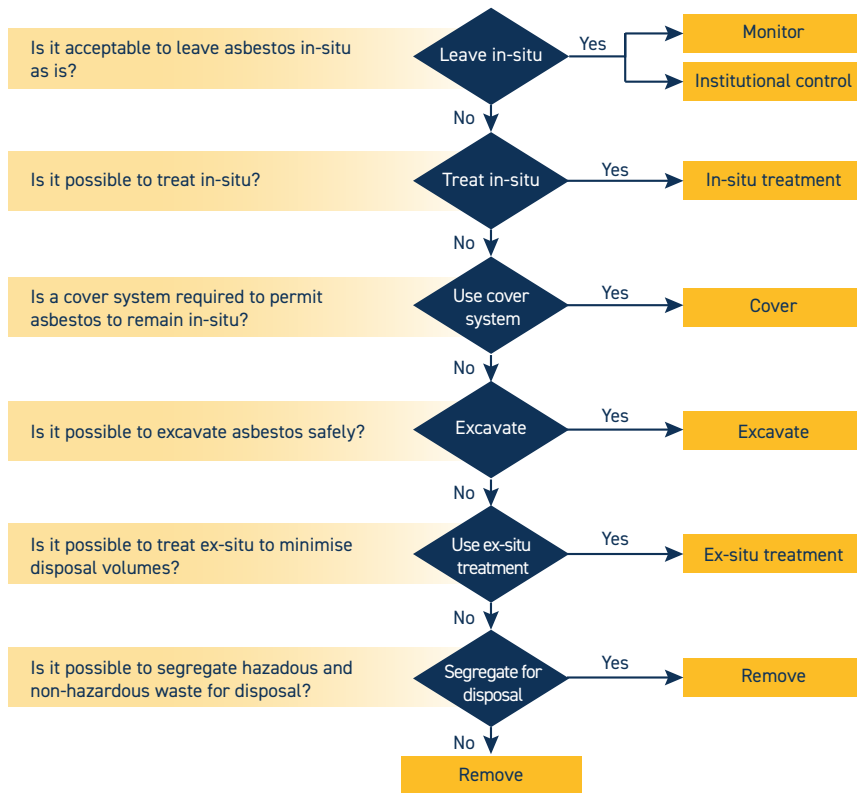 Is it acceptable to leave asbestos in-situ
as is?
Leave in-situ
Yes
Monitor
Institutional control
No
Is it possible to treat in-situ?
Treat in-situ
Yes
In-situ treatment
No
Is a cover system required to permit
asbestos to remain in-situ?
Use cover
system
Yes
Cover
No
Is it possible to excavate asbestos safely?
Excavate
Yes
Excavate
No
Is it possible to treat ex-situ to minimise
disposal volumes?
Use ex-situ
treatment
Yes
Ex-situ treatment
No
Is it possible to segregate hazadous and
non-hazardous waste for disposal?
Segregate for
disposal
Yes
Remove
No
Remove